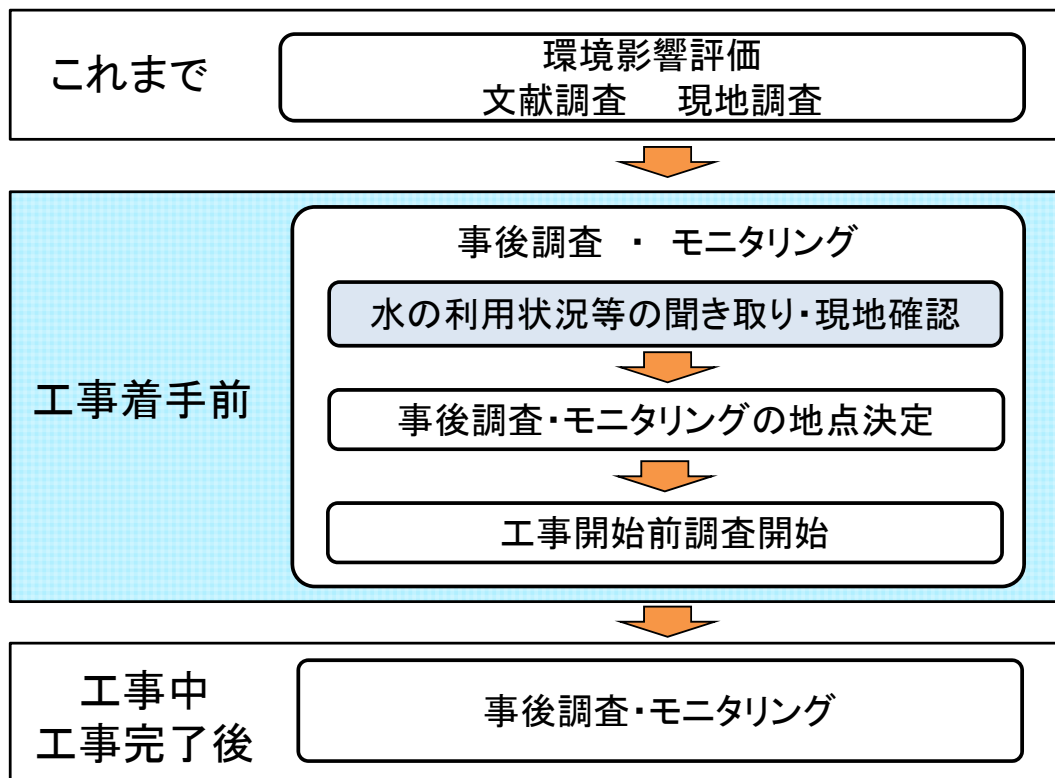 これまで
環境影響評価
文献調査 現地調査
工事着手前
事後調査 ・ モニタリング
水の利用状況等の聞き取り・現地確認
事後調査・モニタリングの地点決定
工事開始前調査開始
工事中
工事完了後
事後調査・モニタリング